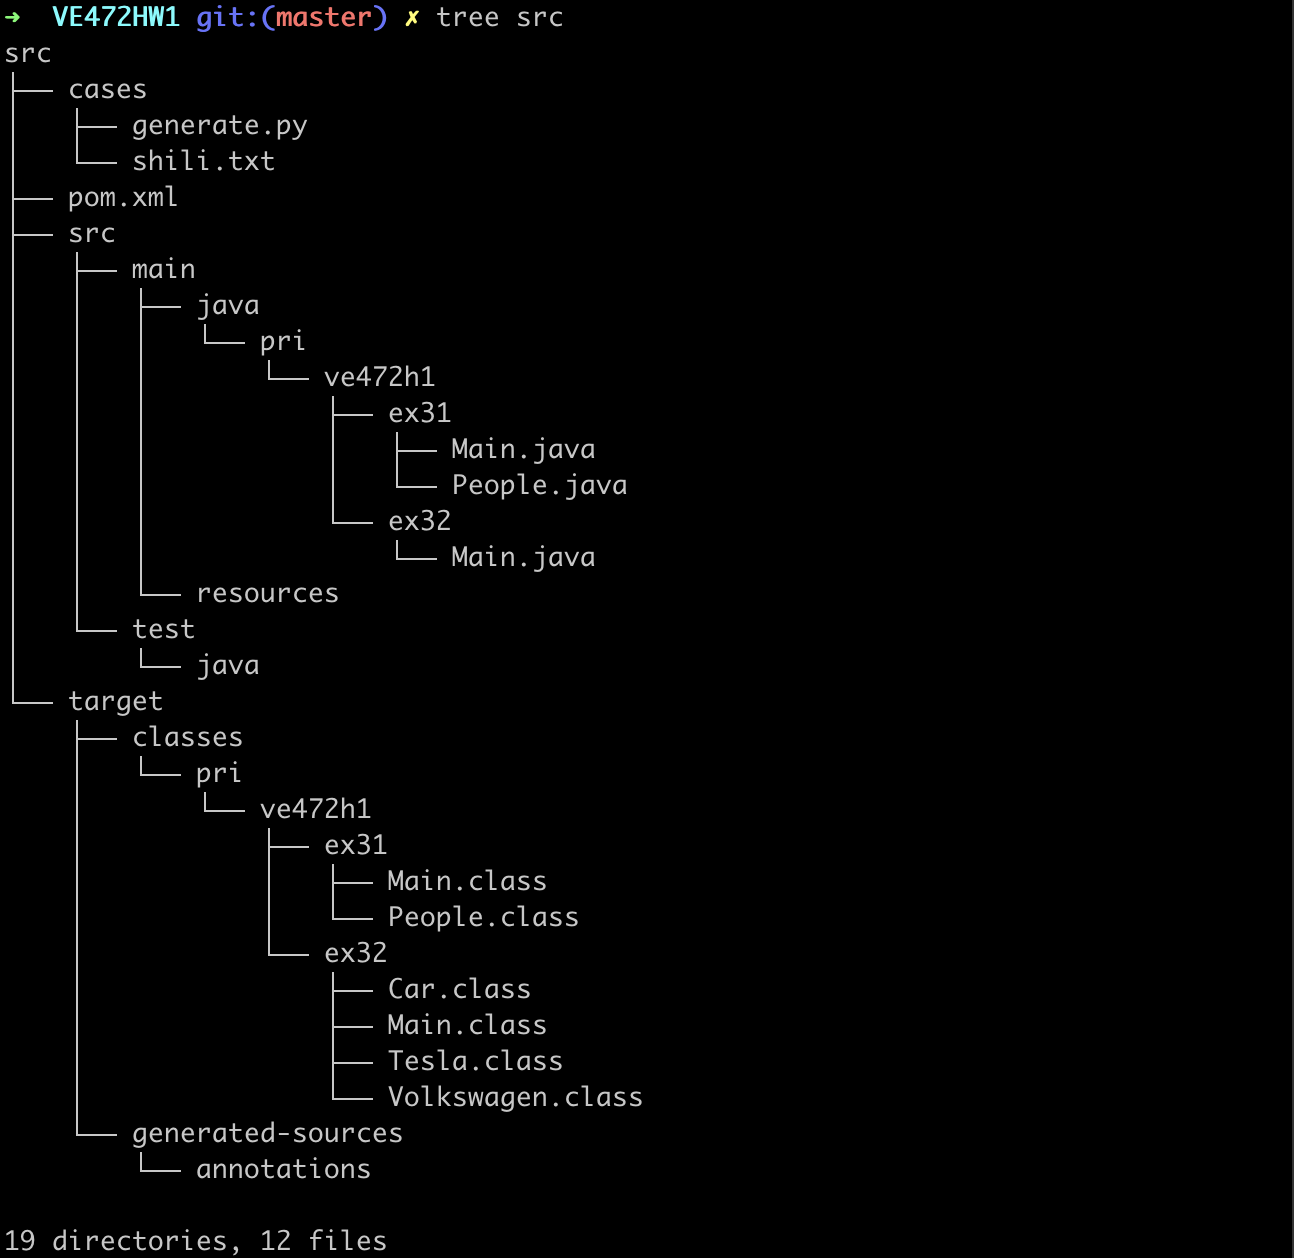 ➜  VE472HW1 git:(master) ✗ tree src
src
├── cases
│   ├── generate.py
│   └── shili.txt
├── pom.xml
├── src
│   ├── main
│   │   ├── java
│   │   │   └── pri
│   │   │       └── ve472h1
│   │   │           ├── ex31
│   │   │           │   ├── Main.java
│   │   │           │   └── People.java
│   │   │           └── ex32
│   │   │               └── Main.java
│   │   └── resources
│   └── test
│       └── java
└── target
    ├── classes
    │   └── pri
    │       └── ve472h1
    │           ├── ex31
    │           │   ├── Main.class
    │           │   └── People.class
    │           └── ex32
    │               ├── Car.class
    │               ├── Main.class
    │               ├── Tesla.class
    │               └── Volkswagen.class
    └── generated-sources
        └── annotations

19 directories, 12 files